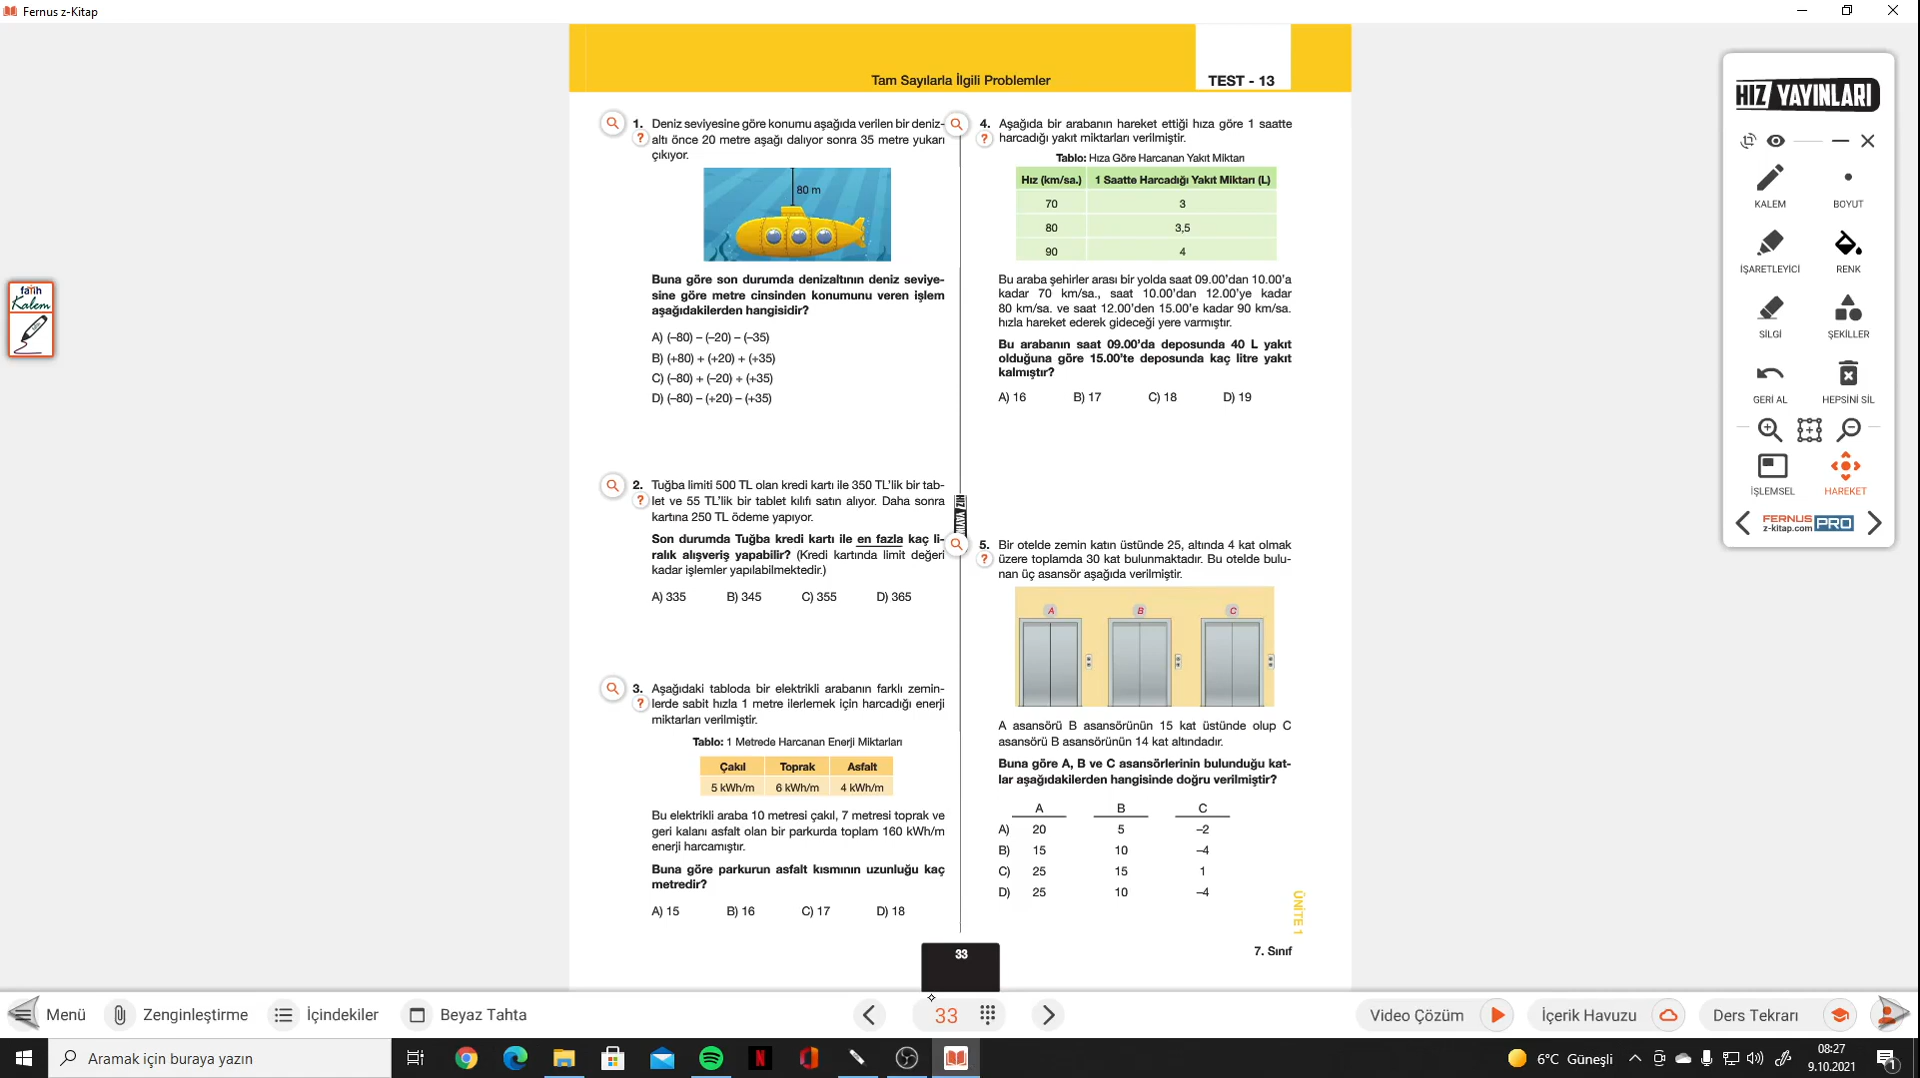 Fernus z-Kitap
Tam Sayılarla İlgili Problemler
TEST - 13
1. Deniz seviyesine göre konumu aşağıda verilen bir deniz-
altı önce 20 metre aşağı dalıyor sonra 35 metre yukarı
çıkıyor.
80 m
Buna göre son durumda denizaltının deniz seviye-
sine göre metre cinsinden konumunu veren işlem
aşağıdakilerden hangisidir?
A) (–80) – (–20) – (–35)
B) (+80) + (+20) + (+35)
C) (–80) + (–20) + (+35)
D) (–80) – (+20) – (+35)
2. Tuğba limiti 500 TL olan kredi kartı ile 350 TL'lik bir tab-
let ve 55 TL'lik bir tablet kılıfı satın alıyor. Daha sonra
kartına 250 TL ödeme yapıyor.
Son durumda Tuğba kredi kartı ile en fazla kaç li-
ralık alışveriş yapabilir? (Kredi kartında limit değeri
kadar işlemler yapılabilmektedir.)
A) 335 B) 345 C) 355 D) 365
3. Aşağıdaki tabloda bir elektrikli arabanın farklı zemin-
lerde sabit hızla 1 metre ilerlemek için harcadığı enerji
miktarları verilmiştir.
Tablo: 1 Metrede Harcanan Enerji Miktarları
Çakıl Toprak Asfalt
5 kWh/m 6 kWh/m 4 kWh/m
Bu elektrikli araba 10 metresi çakıl, 7 metresi toprak ve
geri kalanı asfalt olan bir parkurda toplam 160 kWh/m
enerji harcamıştır.
Buna göre parkurun asfalt kısmının uzunluğu kaç
metredir?
A) 15 B) 16 C) 17 D) 18
4. Aşağıda bir arabanın hareket ettiği hıza göre 1 saatte
harcadığı yakıt miktarları verilmiştir.
Tablo: Hıza Göre Harcanan Yakıt Miktarı
Hız (km/sa.) 1 Saatte Harcadığı Yakıt Miktarı (L)
70 3
80 3,5
90 4
Bu araba şehirler arası bir yolda saat 09.00'dan 10.00'a
kadar 70 km/sa., saat 10.00'dan 12.00'ye kadar
80 km/sa. ve saat 12.00'den 15.00'e kadar 90 km/sa.
hızla hareket ederek gideceği yere varmıştır.
Bu arabanın saat 09.00'da deposunda 40 L yakıt
olduğuna göre 15.00'te deposunda kaç litre yakıt
kalmıştır?
A) 16 B) 17 C) 18 D) 19
5. Bir otelde zemin katın üstünde 25, altında 4 kat olmak
üzere toplamda 30 kat bulunmaktadır. Bu otelde bulu-
nan üç asansör aşağıda verilmiştir.
A B C
A asansörü B asansörünün 15 kat üstünde olup C
asansörü B asansörünün 14 kat altındadır.
Buna göre A, B ve C asansörlerinin bulunduğu kat-
lar aşağıdakilerden hangisinde doğru verilmiştir?
A B C
A) 20 5 –2
B) 15 10 –4
C) 25 15 1
D) 25 10 –4
ÜNİTE 1
7. Sınıf
33
fatih
Kalem
HIZ YAYINLARI
KALEM BOYUT
İŞARETLEYİCİ RENK
SİLGİ ŞEKİLLER
GERİ AL HEPSİNİ SİL
İŞLEMSEL HAREKET
FERNUS PRO
z-kitap.com
Menü Zenginleştirme İçindekiler Beyaz Tahta 33 Video Çözüm İçerik Havuzu Ders Tekrarı
Aramak için buraya yazın
6°C Güneşli
08:27
9.10.2021
1